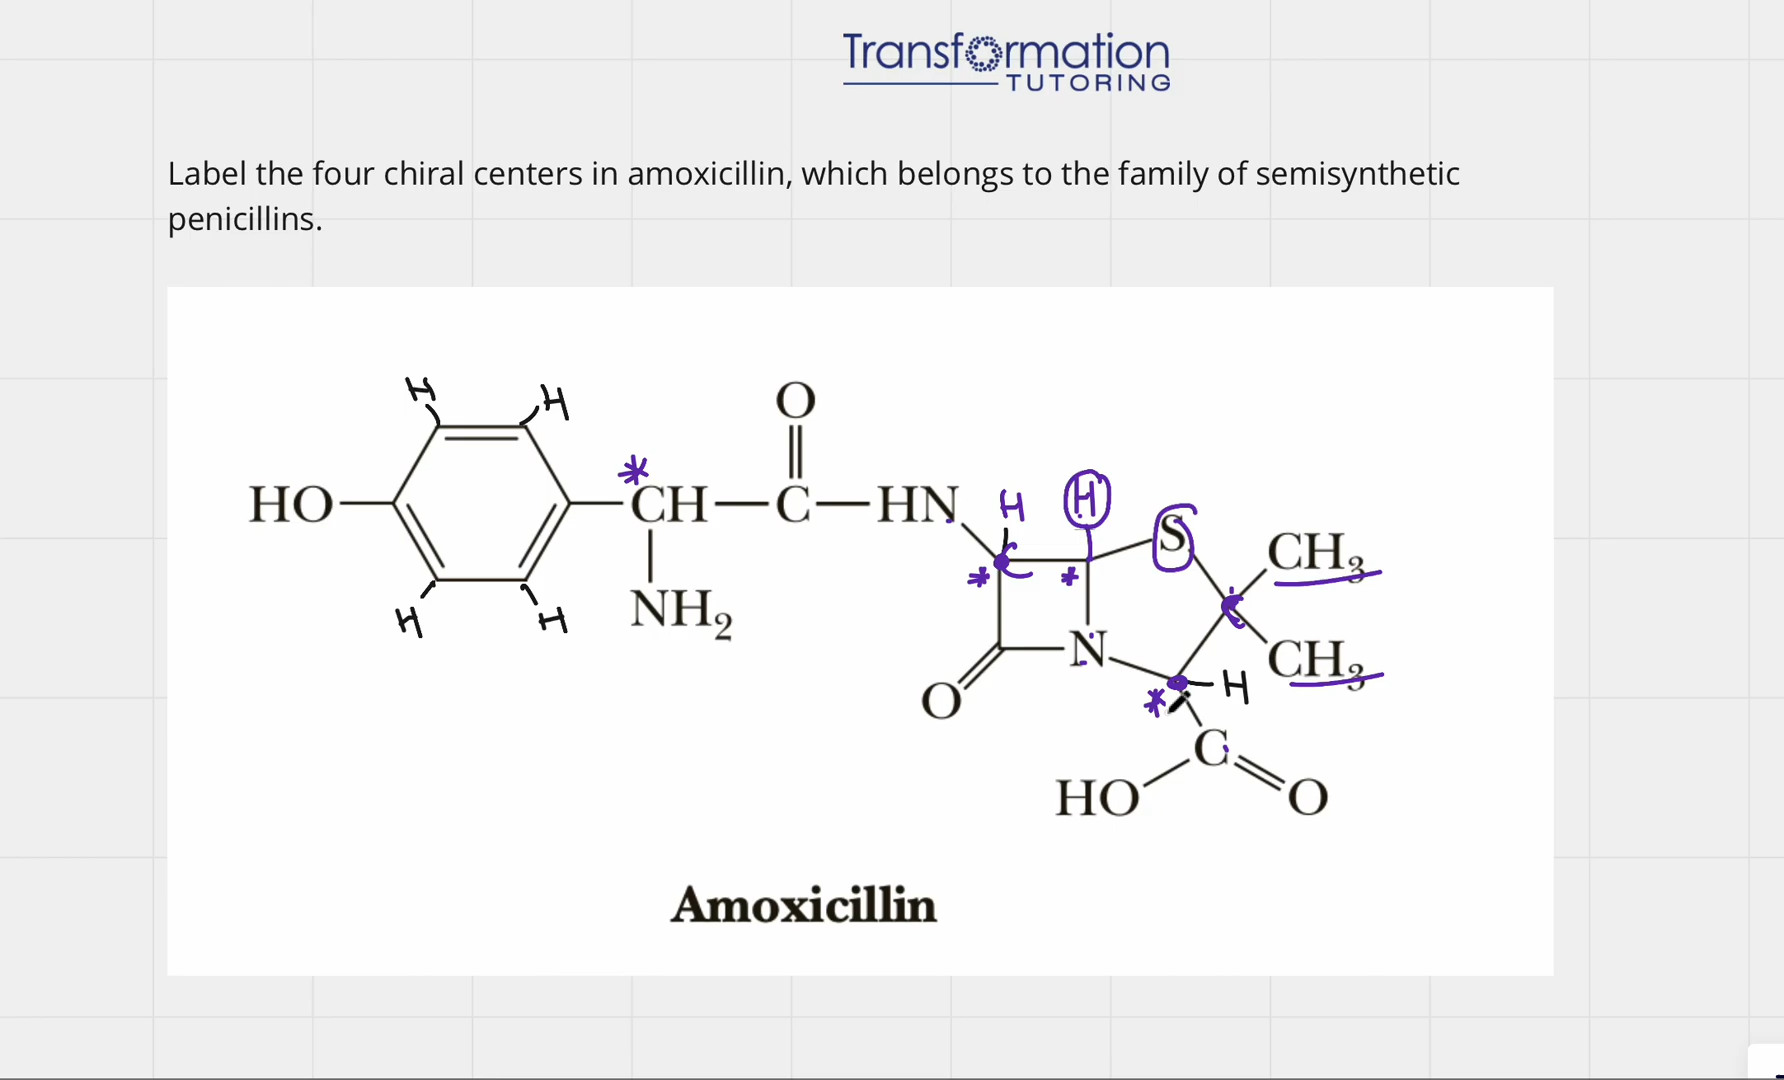 Transformation
TUTORING
Label the four chiral centers in amoxicillin, which belongs to the family of semisynthetic
penicillins.
H H
O
*
HO CH C HN H H S CH₃
* * C
H H NH₂ N CH₃
O * H
C
HO O
Amoxicillin